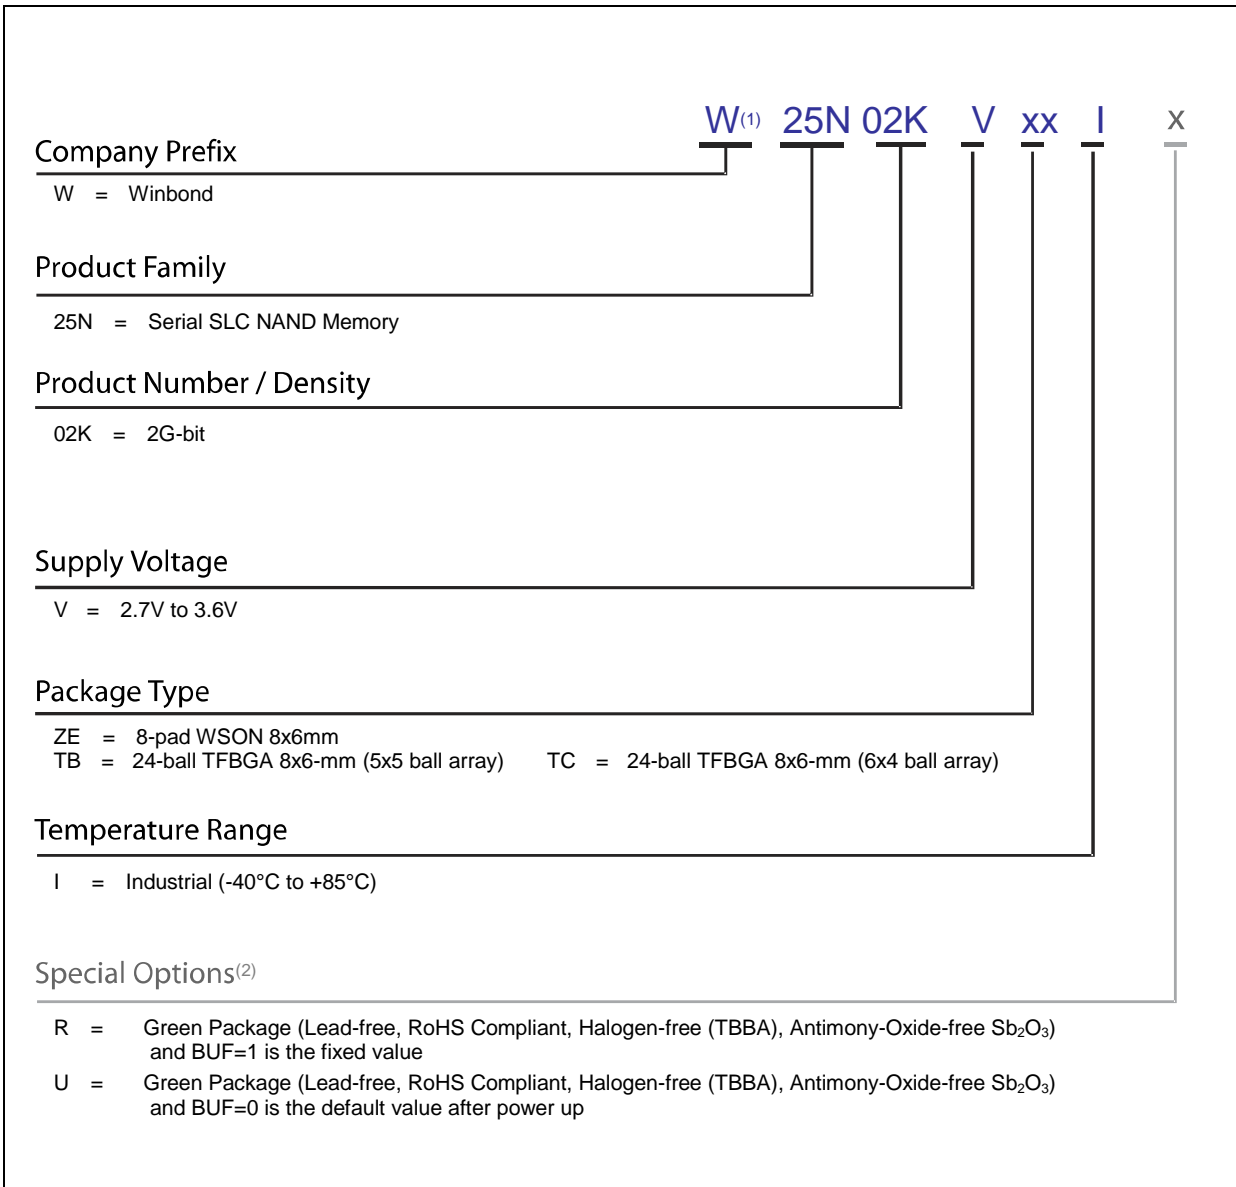 W(1) 25N 02K V xx I x
Company Prefix
W = Winbond
Product Family
25N = Serial SLC NAND Memory
Product Number / Density
02K = 2G-bit
Supply Voltage
V = 2.7V to 3.6V
Package Type
ZE = 8-pad WSON 8x6mm
TB = 24-ball TFBGA 8x6-mm (5x5 ball array) TC = 24-ball TFBGA 8x6-mm (6x4 ball array)
Temperature Range
I = Industrial (-40°C to +85°C)
Special Options(2)
R = Green Package (Lead-free, RoHS Compliant, Halogen-free (TBBA), Antimony-Oxide-free Sb₂O₃)
and BUF=1 is the fixed value
U = Green Package (Lead-free, RoHS Compliant, Halogen-free (TBBA), Antimony-Oxide-free Sb₂O₃)
and BUF=0 is the default value after power up